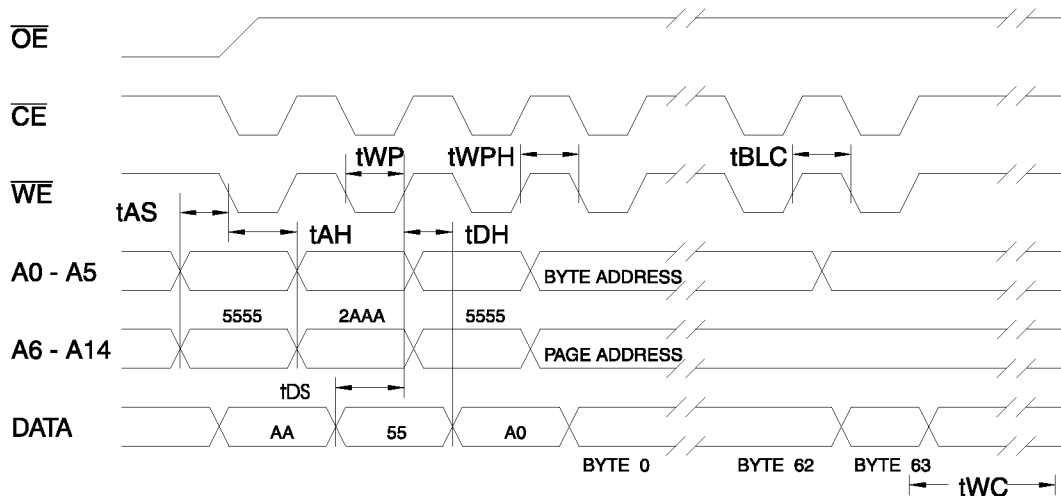 OE
CE
tWP tWPH tBLC
WE
tAS tAH tDH
A0 - A5 BYTE ADDRESS
5555 2AAA 5555
A6 - A14 PAGE ADDRESS
tDS
DATA AA 55 A0
BYTE 0 BYTE 62 BYTE 63
tWC